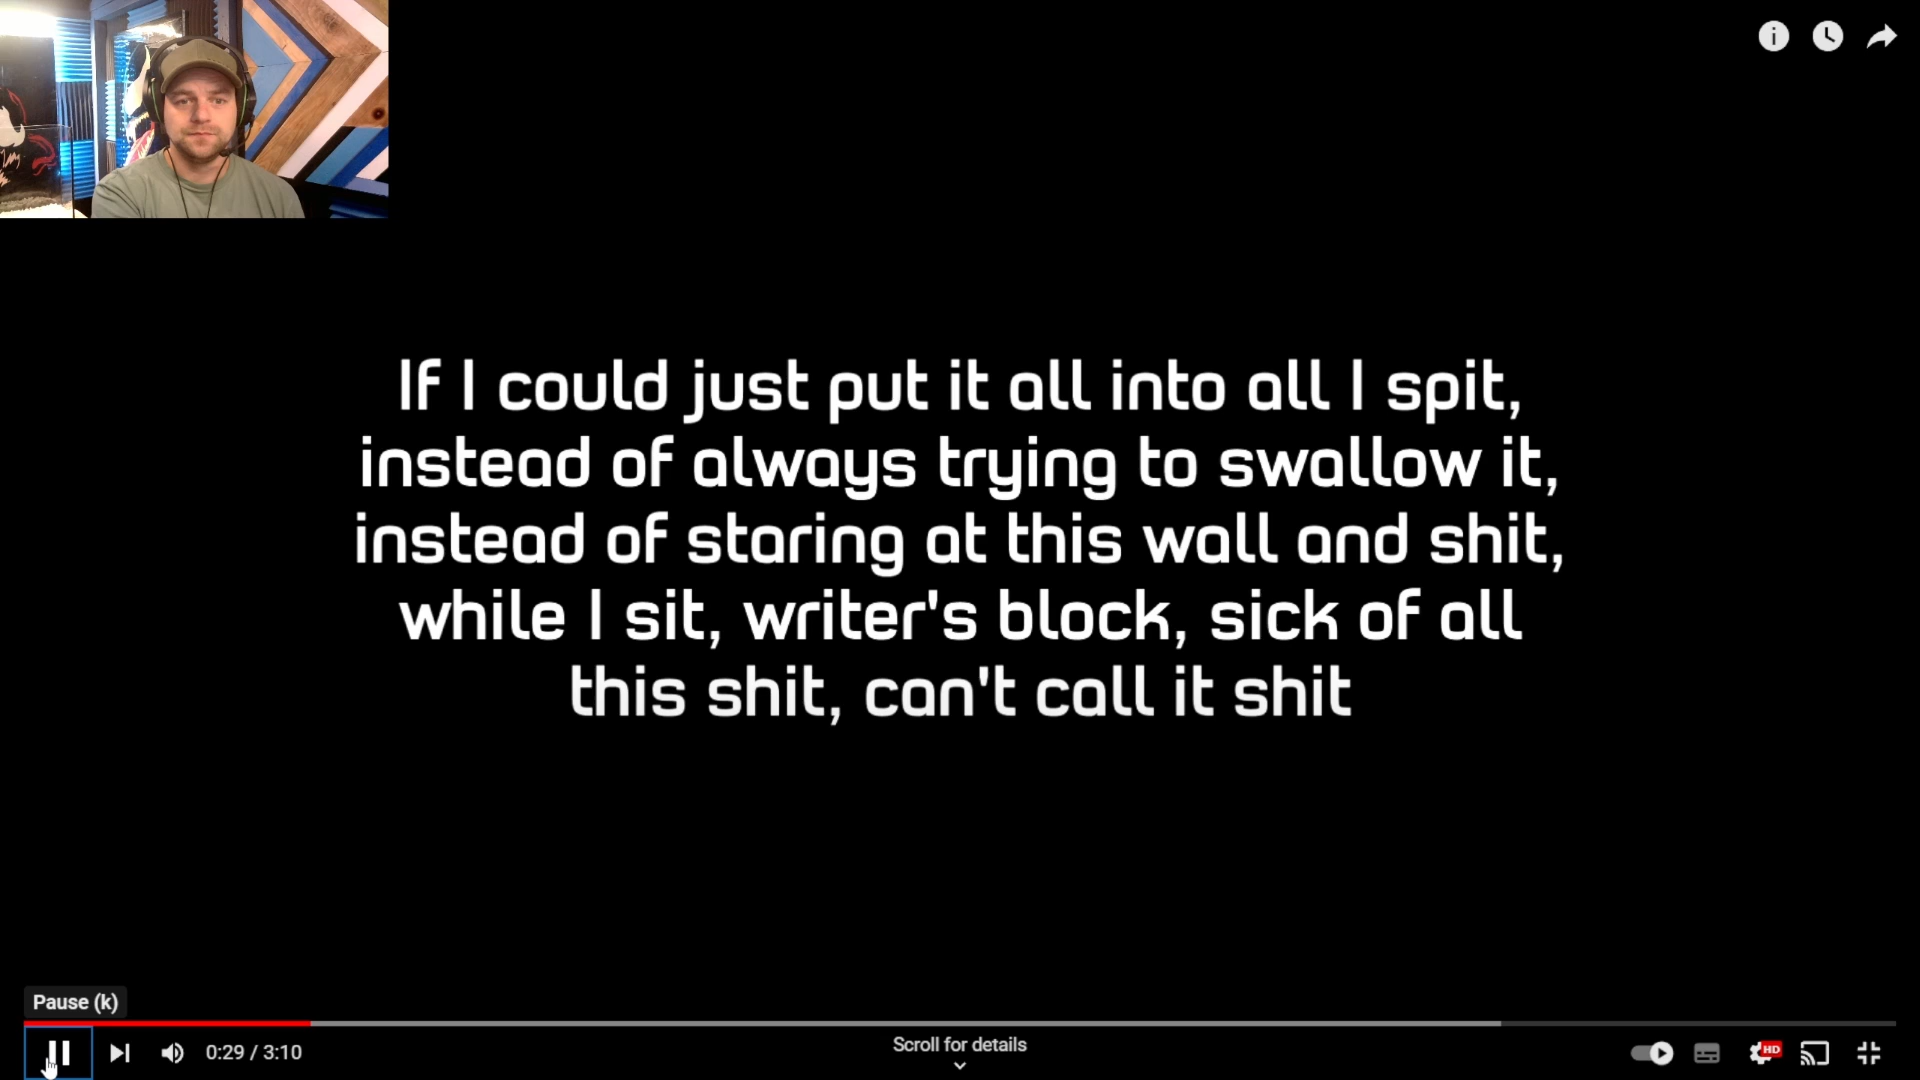 If I could just put it all into all I spit,
instead of always trying to swallow it,
instead of staring at this wall and shit,
while I sit, writer's block, sick of all
this shit, can't call it shit
Pause (k)
0:29 / 3:10
Scroll for details
HD